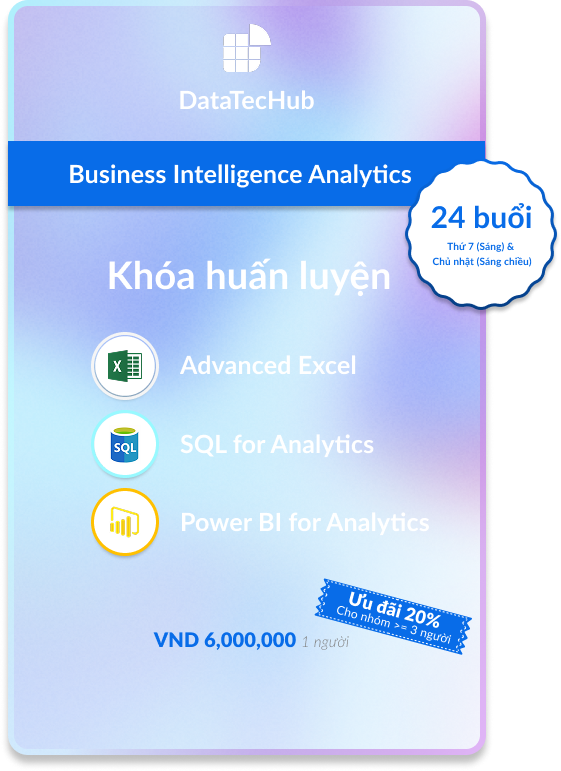 DataTecHub
Business Intelligence Analytics
24 buổi
Thứ 7 (Sáng) &
Chủ nhật (Sáng chiều)
Khóa huấn luyện
X
Advanced Excel
SQL
SQL for Analytics
Power BI for Analytics
Ưu đãi 20%
Cho nhóm >= 3 người
VND 6,000,000 1 người